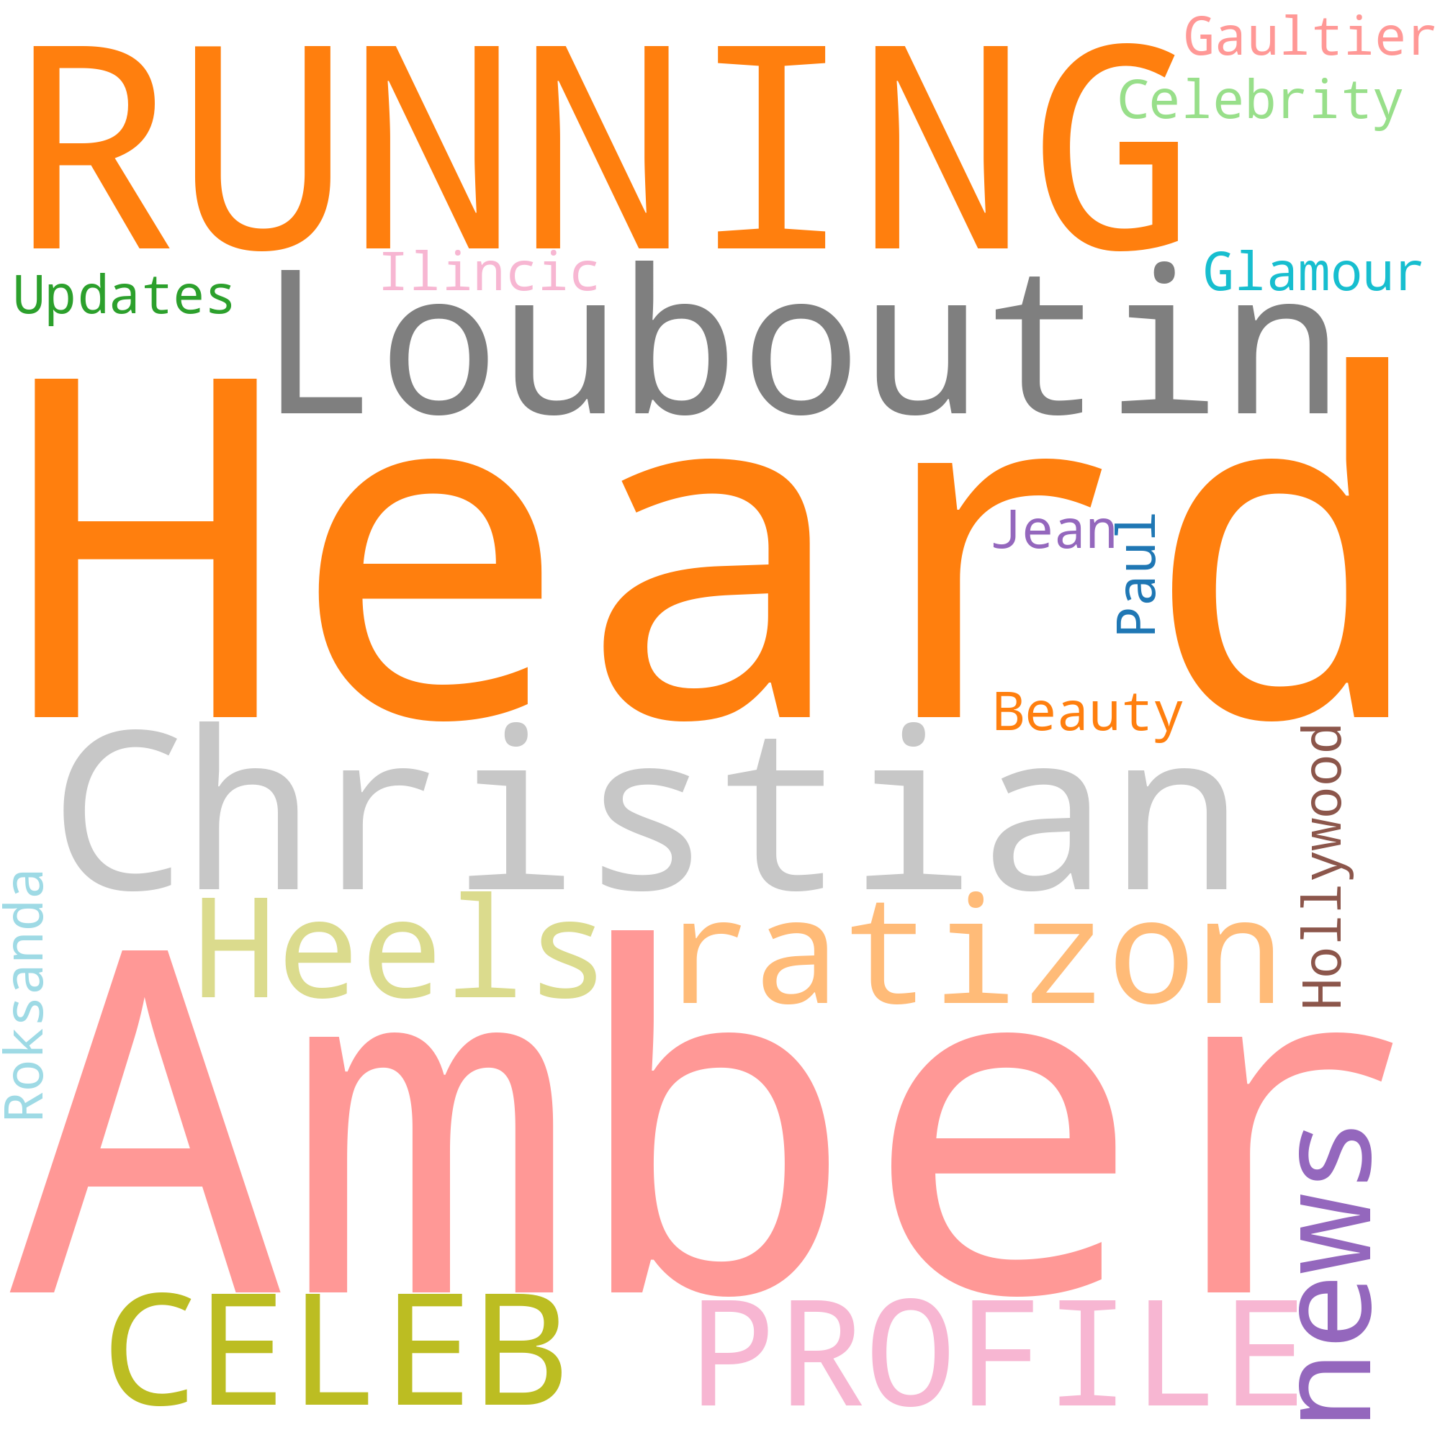 Gaultier
RUNNING
Celebrity
Ilincic
Glamour
Updates
Louboutin
Heard
Jean
Paul
Beauty
Christian
Hollywood
Roksanda
Heels
ratizon
Amber
news
CELEB
PROFILE